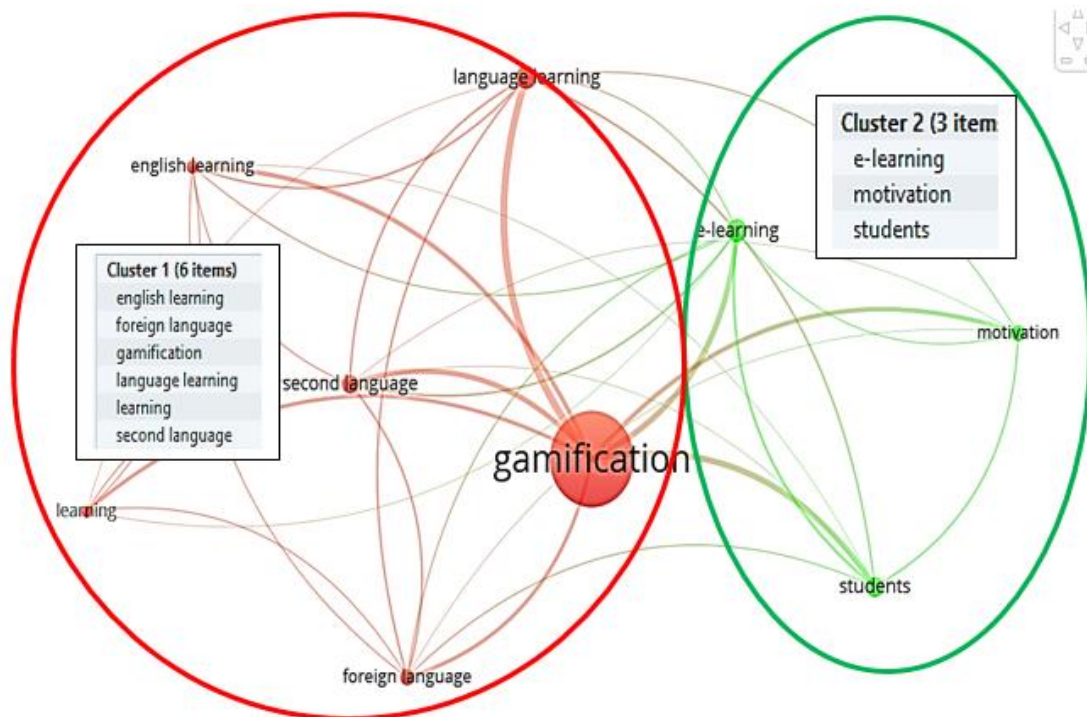 language learning
english learning
Cluster 2 (3 item
e-learning
motivation
students
e-learning
Cluster 1 (6 items)
english learning
foreign language
gamification
language learning
learning
second language
motivation
second language
gamification
learning
students
foreign language